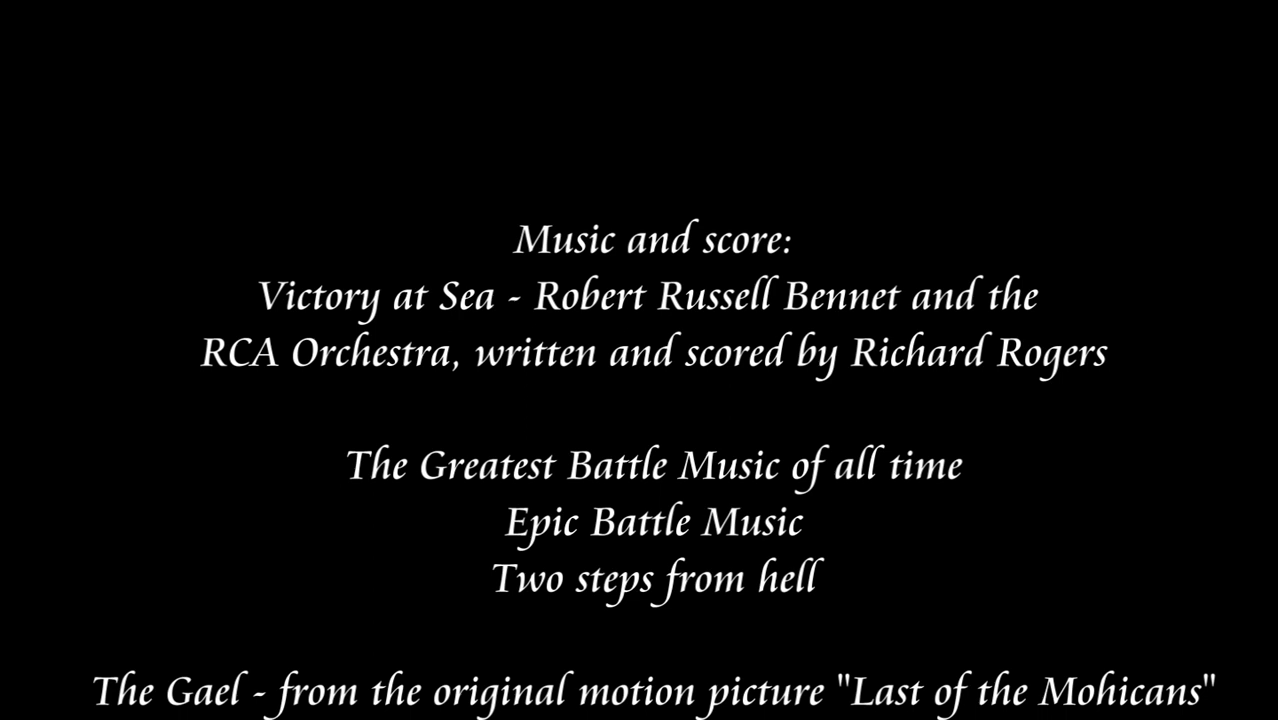 Music and score:
Victory at Sea - Robert Russell Bennet and the
RCA Orchestra, written and scored by Richard Rogers
The Greatest Battle Music of all time
Epic Battle Music
Two steps from hell
The Gael - from the original motion picture "Last of the Mohicans"